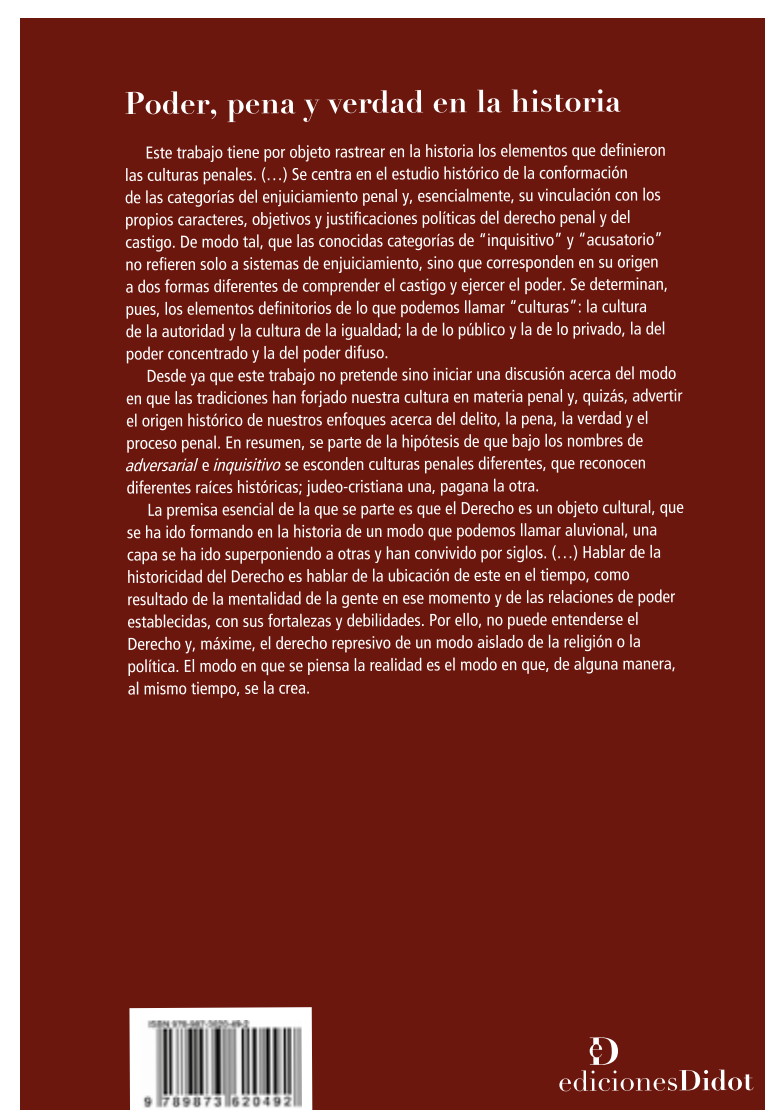 Poder, pena y verdad en la historia
Este trabajo tiene por objeto rastrear en la historia los elementos que definieron
las culturas penales. (…) Se centra en el estudio histórico de la conformación
de las categorías del enjuiciamiento penal y, esencialmente, su vinculación con los
propios caracteres, objetivos y justificaciones políticas del derecho penal y del
castigo. De modo tal, que las conocidas categorías de “inquisitivo” y “acusatorio”
no refieren solo a sistemas de enjuiciamiento, sino que corresponden en su origen
a dos formas diferentes de comprender el castigo y ejercer el poder. Se determinan,
pues, los elementos definitorios de lo que podemos llamar “culturas”: la cultura
de la autoridad y la cultura de la igualdad; la de lo público y la de lo privado, la del
poder concentrado y la del poder difuso.
Desde ya que este trabajo no pretende sino iniciar una discusión acerca del modo
en que las tradiciones han forjado nuestra cultura en materia penal y, quizás, advertir
el origen histórico de nuestros enfoques acerca del delito, la pena, la verdad y el
proceso penal. En resumen, se parte de la hipótesis de que bajo los nombres de
adversarial e inquisitivo se esconden culturas penales diferentes, que reconocen
diferentes raíces históricas; judeo-cristiana una, pagana la otra.
La premisa esencial de la que se parte es que el Derecho es un objeto cultural, que
se ha ido formando en la historia de un modo que podemos llamar aluvional, una
capa se ha ido superponiendo a otras y han convivido por siglos. (…) Hablar de la
historicidad del Derecho es hablar de la ubicación de este en el tiempo, como
resultado de la mentalidad de la gente en ese momento y de las relaciones de poder
establecidas, con sus fortalezas y debilidades. Por ello, no puede entenderse el
Derecho y, máxime, el derecho represivo de un modo aislado de la religión o la
política. El modo en que se piensa la realidad es el modo en que, de alguna manera,
al mismo tiempo, se la crea.
ISBN 978-987-3620-49-2
9 789873 620492
eD
edicionesDidot